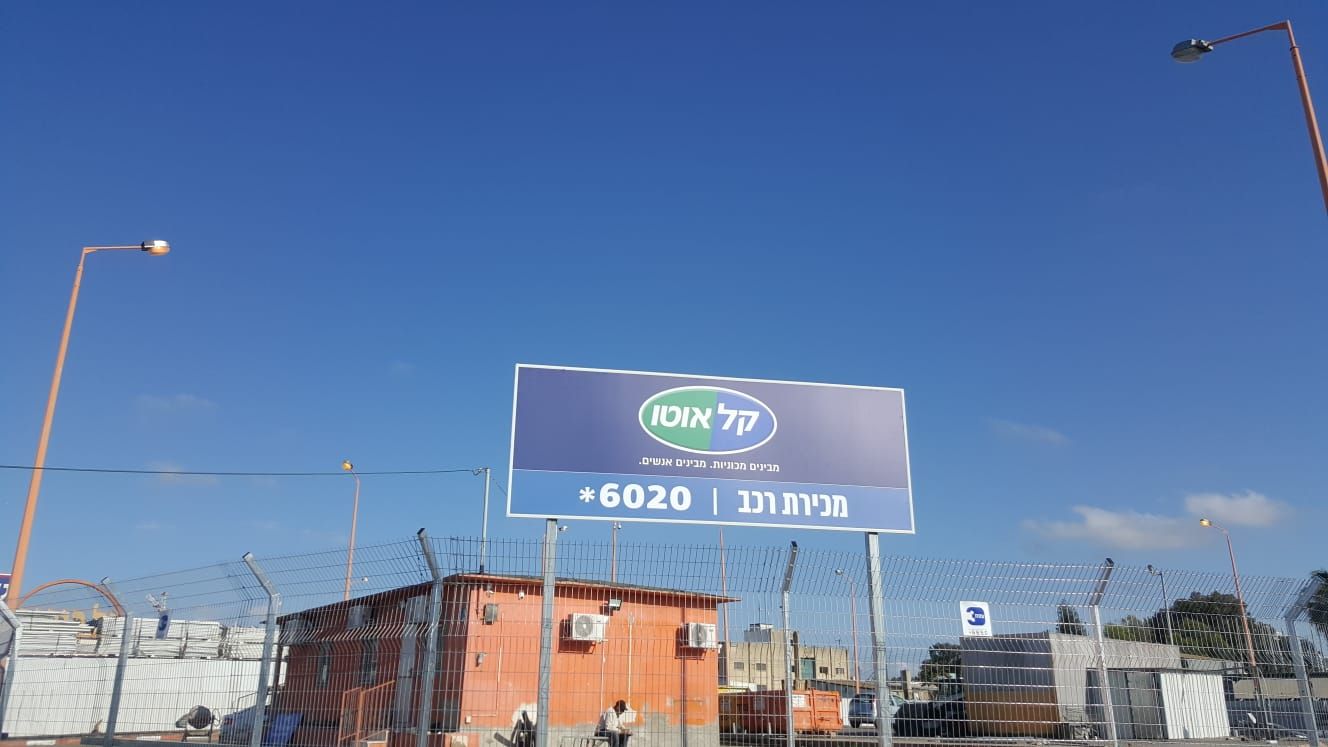 קל אוטו
מבינים מכוניות. מבינים אנשים.
מכירת רכב | 6020*